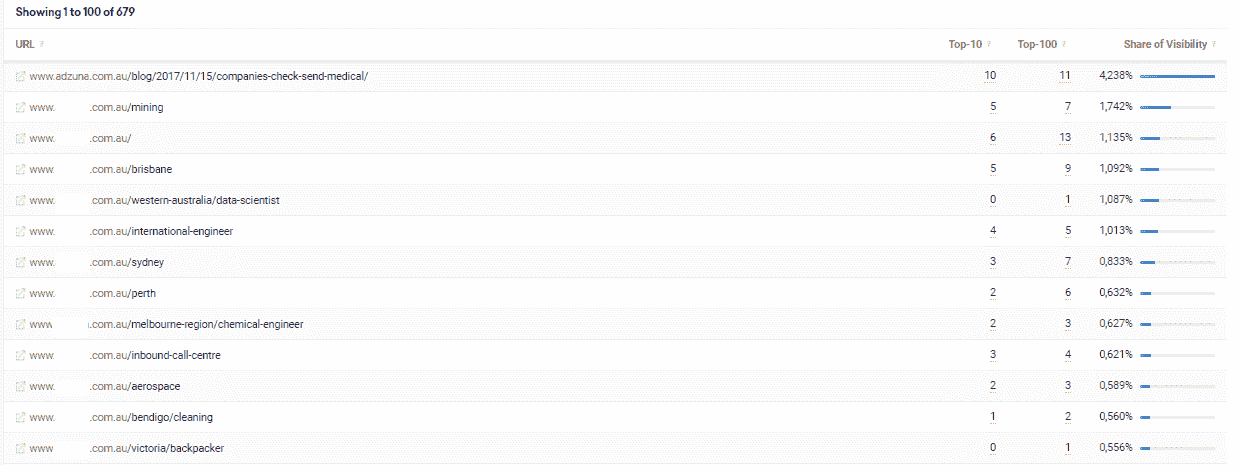 Showing 1 to 100 of 679
URL ? Top-10 ? Top-100 ? Share of Visibility ?
www.adzuna.com.au/blog/2017/11/15/companies-check-send-medical/ 10 11 4,238%
www. .com.au/mining 5 7 1,742%
www. .com.au/ 6 13 1,135%
www. .com.au/brisbane 5 9 1,092%
www. .com.au/western-australia/data-scientist 0 1 1,087%
www. .com.au/international-engineer 4 5 1,013%
www. .com.au/sydney 3 7 0,833%
www. .com.au/perth 2 6 0,632%
www .com.au/melbourne-region/chemical-engineer 2 3 0,627%
www. .com.au/inbound-call-centre 3 4 0,621%
www. .com.au/aerospace 2 3 0,589%
www. .com.au/bendigo/cleaning 1 2 0,560%
www .com.au/victoria/backpacker 0 1 0,556%